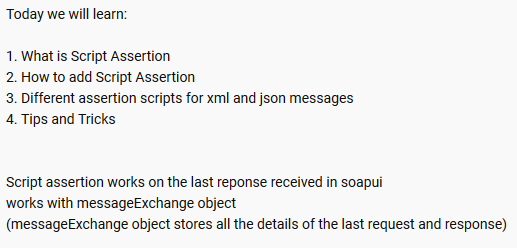 Today we will learn:
1. What is Script Assertion
2. How to add Script Assertion
3. Different assertion scripts for xml and json messages
4. Tips and Tricks
Script assertion works on the last reponse received in soapui
works with messageExchange object
(messageExchange object stores all the details of the last request and response)